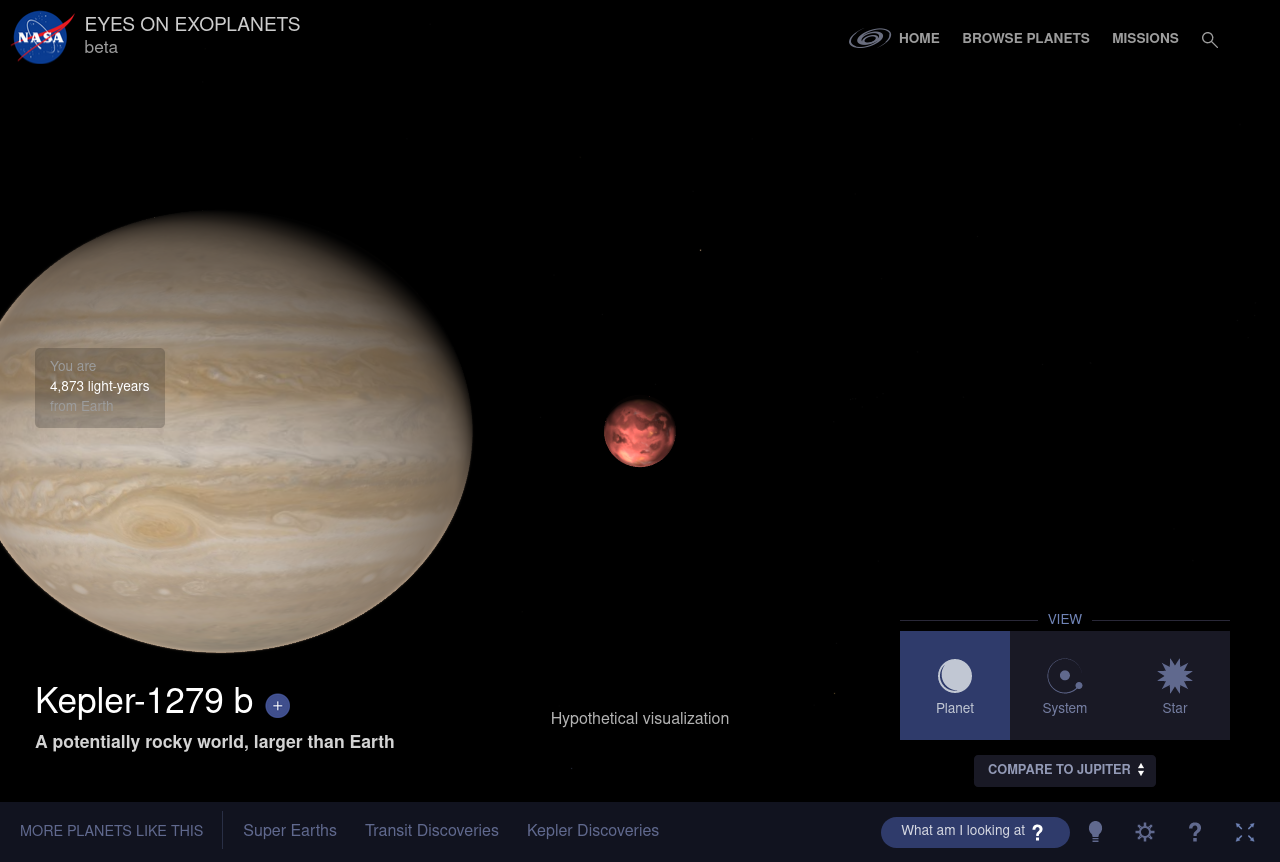 NASA
EYES ON EXOPLANETS
beta
HOME
BROWSE PLANETS
MISSIONS
You are
4,873 light-years
from Earth
VIEW
Planet
System
Star
Kepler-1279 b +
A potentially rocky world, larger than Earth
Hypothetical visualization
COMPARE TO JUPITER
MORE PLANETS LIKE THIS
Super Earths
Transit Discoveries
Kepler Discoveries
What am I looking at ?
?